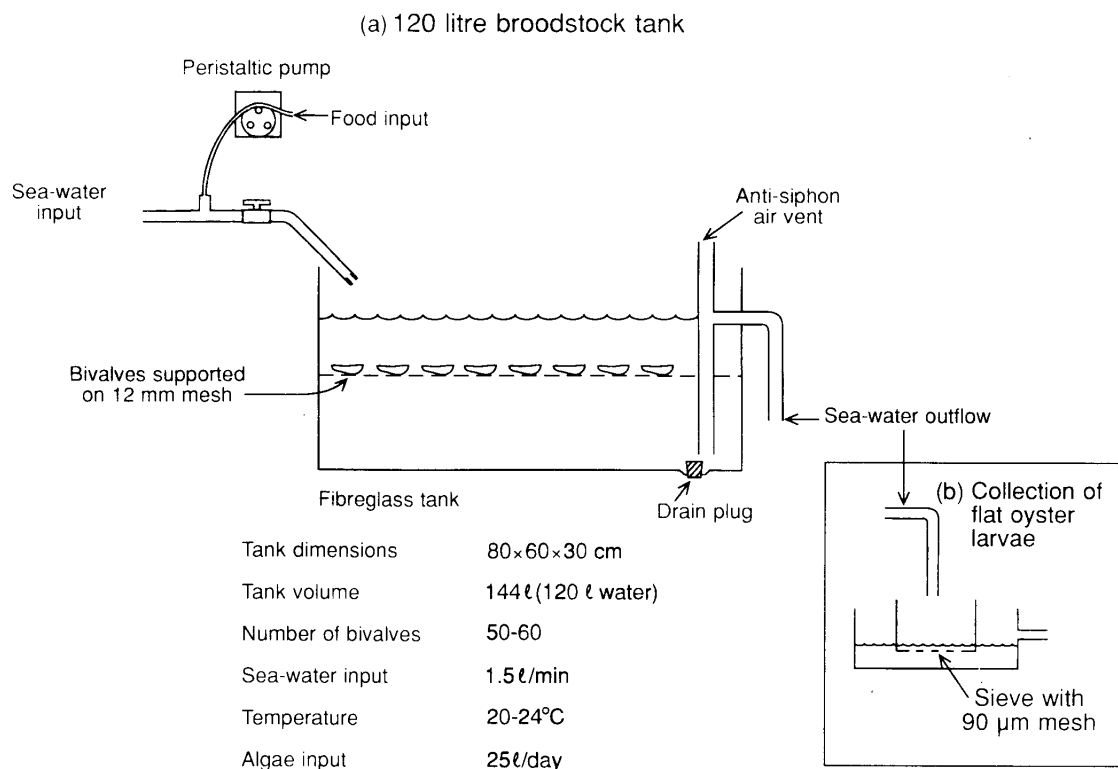 (a) 120 litre broodstock tank
Peristaltic pump
Food input
Sea-water
input
Anti-siphon
air vent
Bivalves supported
on 12 mm mesh
Sea-water outflow
Fibreglass tank
Drain plug
(b) Collection of
flat oyster
larvae
Sieve with
90 μm mesh
Tank dimensions 80×60×30 cm
Tank volume 144ℓ(120 ℓ water)
Number of bivalves 50-60
Sea-water input 1.5ℓ/min
Temperature 20-24°C
Algae input 25ℓ/day